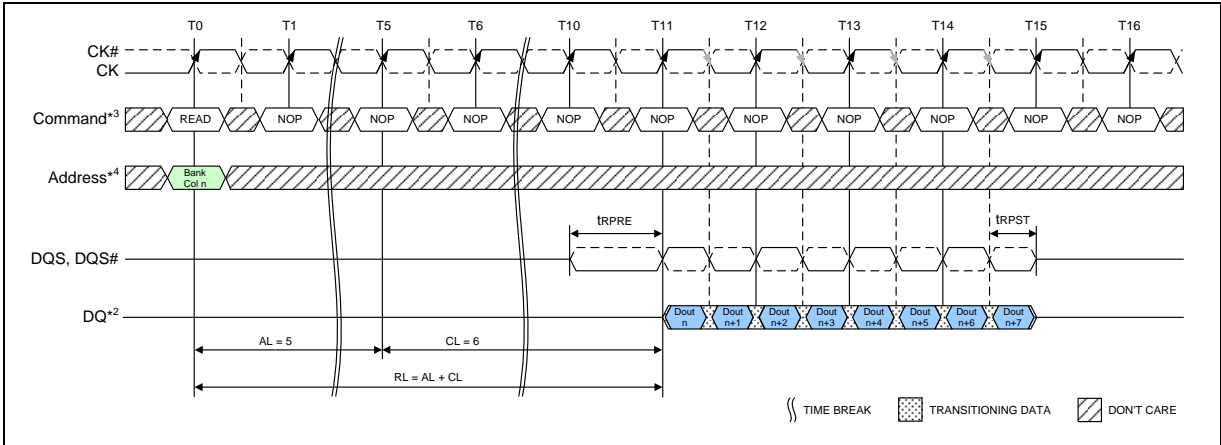 T0 T1 T5 T6 T10 T11 T12 T13 T14 T15 T16
CK#
CK
Command*3 READ NOP NOP NOP NOP NOP NOP NOP NOP NOP NOP
Address*4 Bank
Col n
tRPRE tRPST
DQS, DQS#
DQ*2 Dout n Dout n+1 Dout n+2 Dout n+3 Dout n+4 Dout n+5 Dout n+6 Dout n+7
AL = 5 CL = 6
RL = AL + CL
TIME BREAK TRANSITIONING DATA DON'T CARE